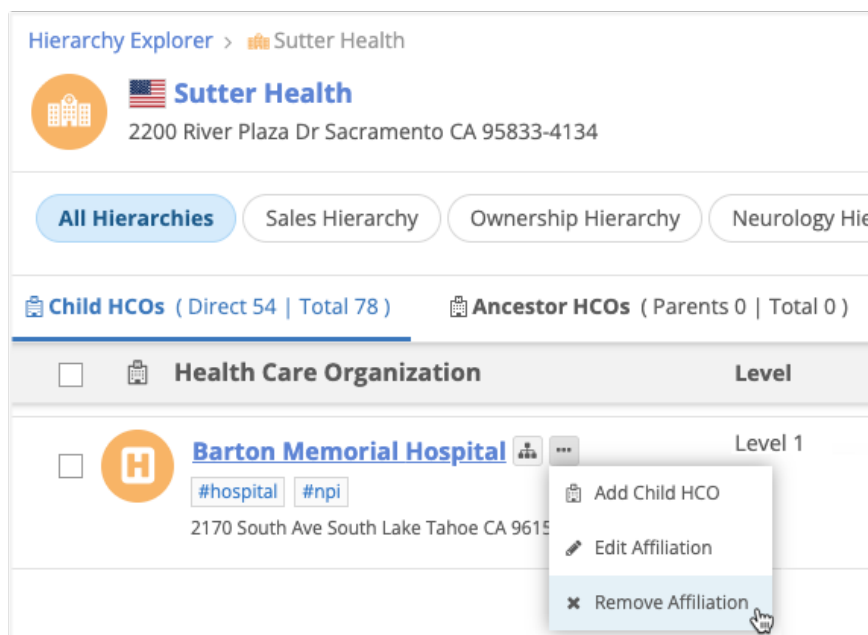 Hierarchy Explorer > Sutter Health
Sutter Health
2200 River Plaza Dr Sacramento CA 95833-4134
All Hierarchies Sales Hierarchy Ownership Hierarchy Neurology Hie
Child HCOs ( Direct 54 | Total 78 ) Ancestor HCOs ( Parents 0 | Total 0 )
Health Care Organization Level
Barton Memorial Hospital Level 1
#hospital #npi
2170 South Ave South Lake Tahoe CA 9615
Add Child HCO
Edit Affiliation
Remove Affiliation